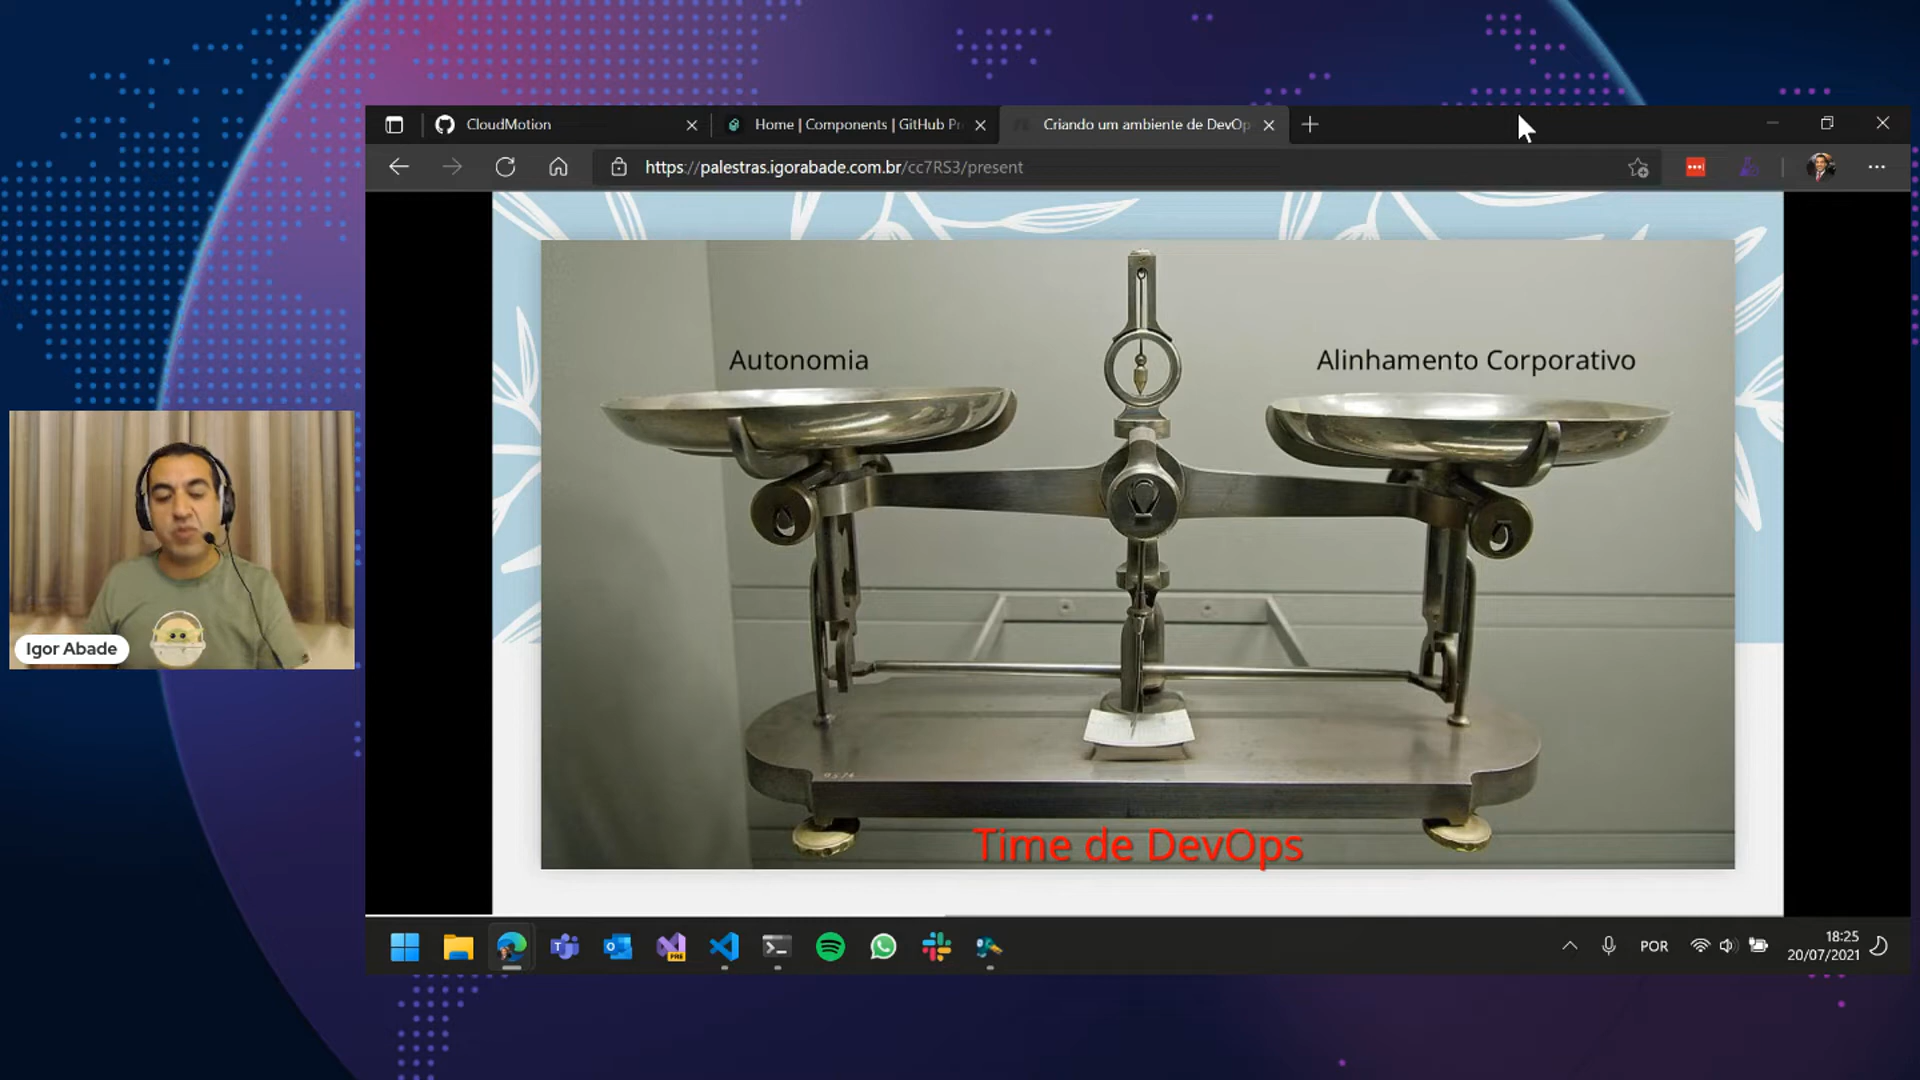 CloudMotion
Home | Components | GitHub Pr
Criando um ambiente de DevOp
https://palestras.igorabade.com.br/cc7RS3/present
Autonomia
Alinhamento Corporativo
Igor Abade
Time de DevOps
POR
18:25
20/07/2021